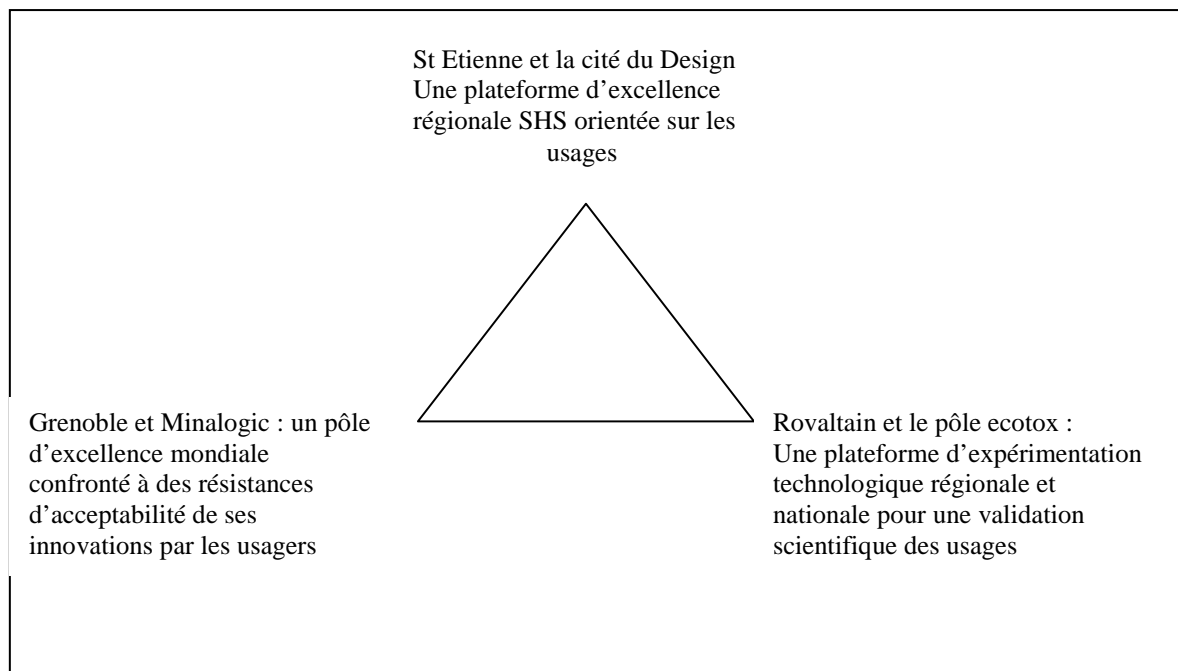 St Etienne et la cité du Design
Une plateforme d’excellence
régionale SHS orientée sur les
usages
Grenoble et Minalogic : un pôle
d’excellence mondiale
confronté à des résistances
d’acceptabilité de ses
innovations par les usagers
Rovaltain et le pôle ecotox :
Une plateforme d’expérimentation
technologique régionale et
nationale pour une validation
scientifique des usages